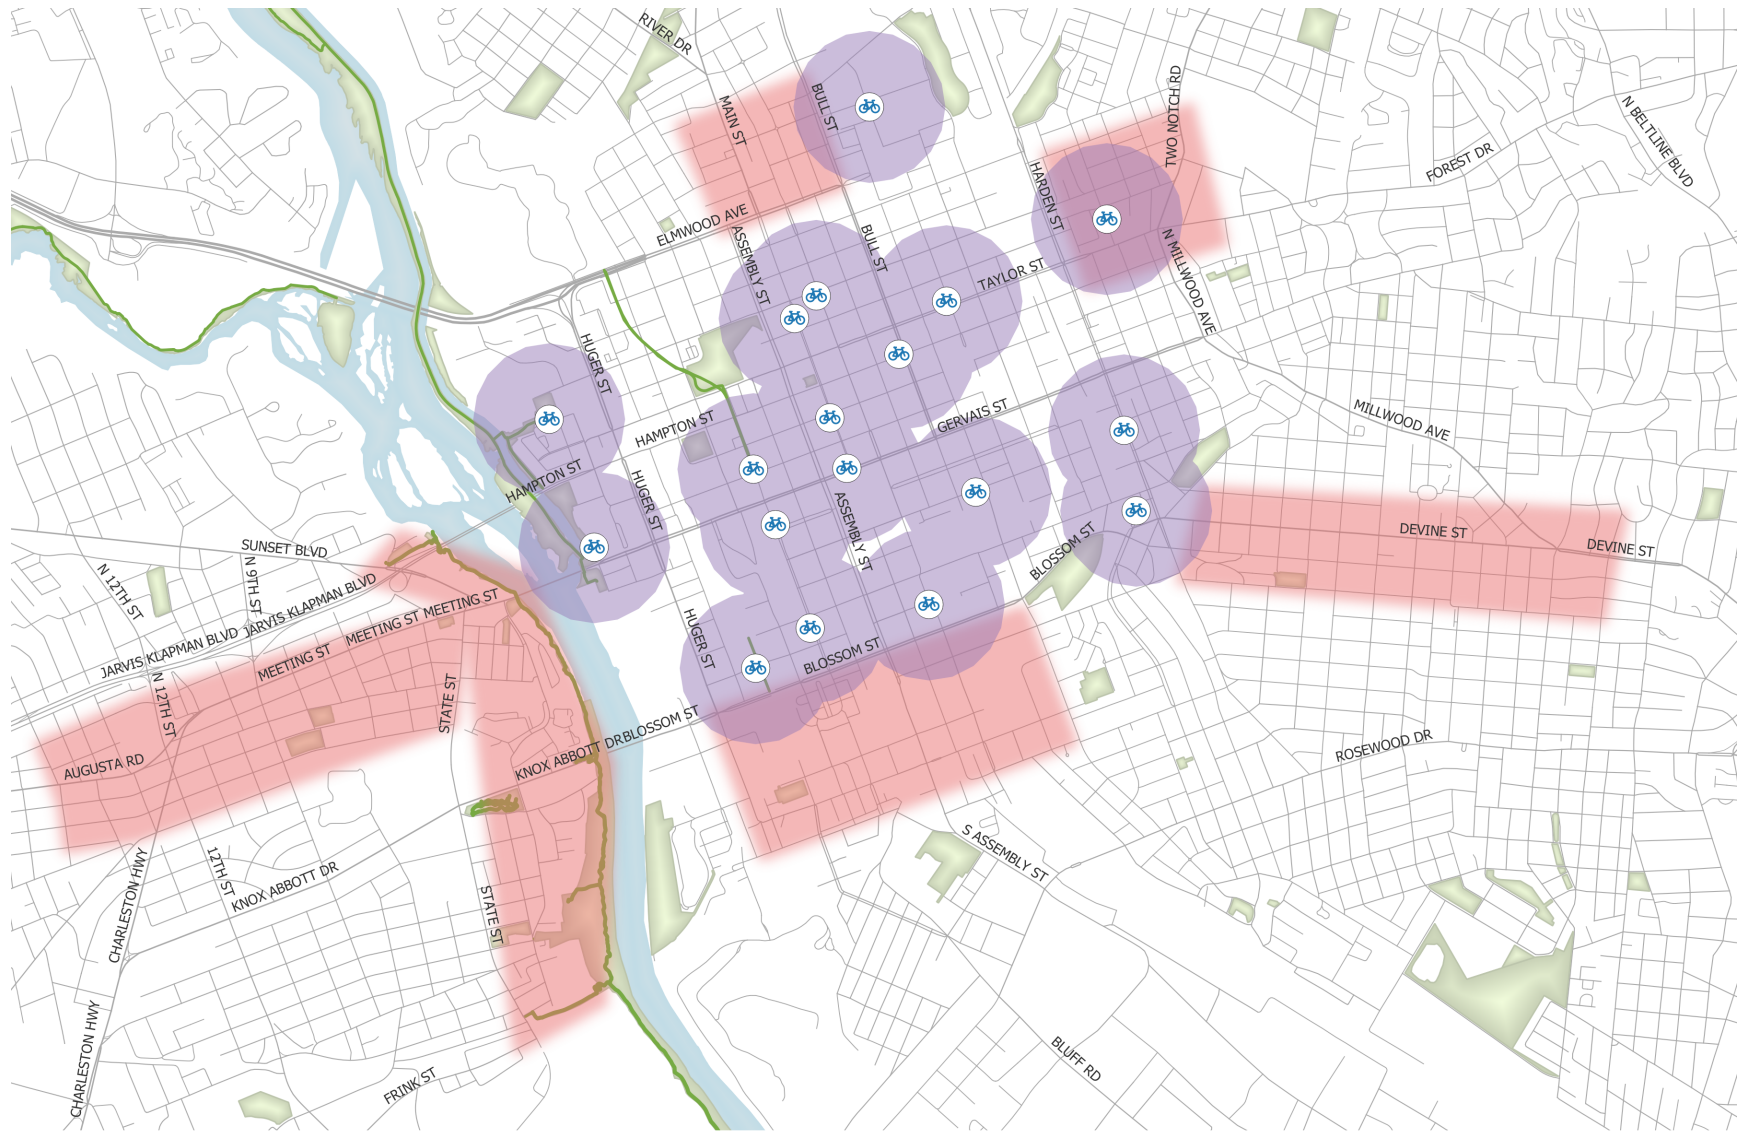 RIVER DR
MAIN ST
BULL ST
TWO NOTCH RD
N BELTLINE BLVD
FOREST DR
HARDEN ST
ELMWOOD AVE
ASSEMBLY ST
BULL ST
TAYLOR ST
N MILLWOOD AVE
HUGER ST
HAMPTON ST
GERVAIS ST
MILLWOOD AVE
HAMPTON ST
HUGER ST
ASSEMBLY ST
BLOSSOM ST
DEVINE ST
DEVINE ST
SUNSET BLVD
N 12TH ST
N 9TH ST
JARVIS KLAPMAN BLVD
JARVIS KLAPMAN BLVD
MEETING ST
MEETING ST
MEETING ST
HUGER ST
BLOSSOM ST
N 12TH ST
STATE ST
AUGUSTA RD
KNOX ABBOTT DR
BLOSSOM ST
ROSEWOOD DR
S ASSEMBLY ST
12TH ST
KNOX ABBOTT DR
CHARLESTON HWY
STATE ST
CHARLESTON HWY
FRINK ST
BLUFF RD